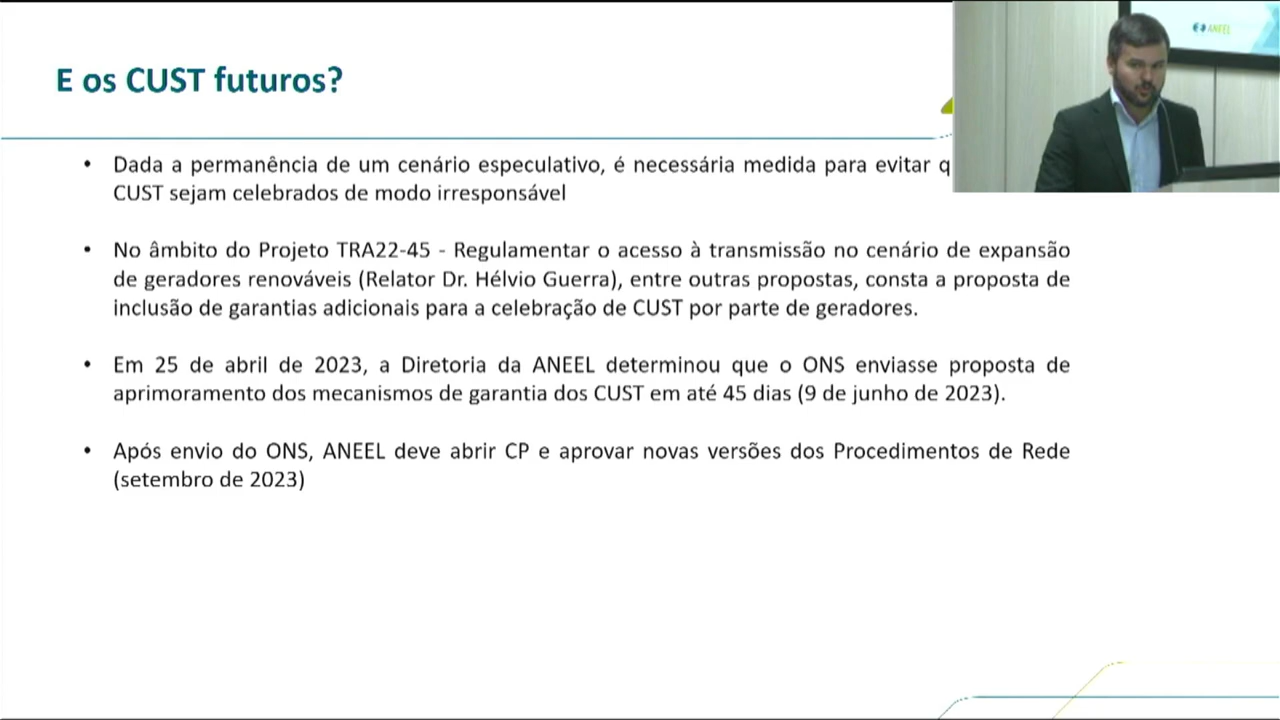 E os CUST futuros?
ANEEL
• Dada a permanência de um cenário especulativo, é necessária medida para evitar
CUST sejam celebrados de modo irresponsável
• No âmbito do Projeto TRA22-45 - Regulamentar o acesso à transmissão no cenário de expansão
de geradores renováveis (Relator Dr. Hélvio Guerra), entre outras propostas, consta a proposta de
inclusão de garantias adicionais para a celebração de CUST por parte de geradores.
• Em 25 de abril de 2023, a Diretoria da ANEEL determinou que o ONS enviasse proposta de
aprimoramento dos mecanismos de garantia dos CUST em até 45 dias (9 de junho de 2023).
• Após envio do ONS, ANEEL deve abrir CP e aprovar novas versões dos Procedimentos de Rede
(setembro de 2023)